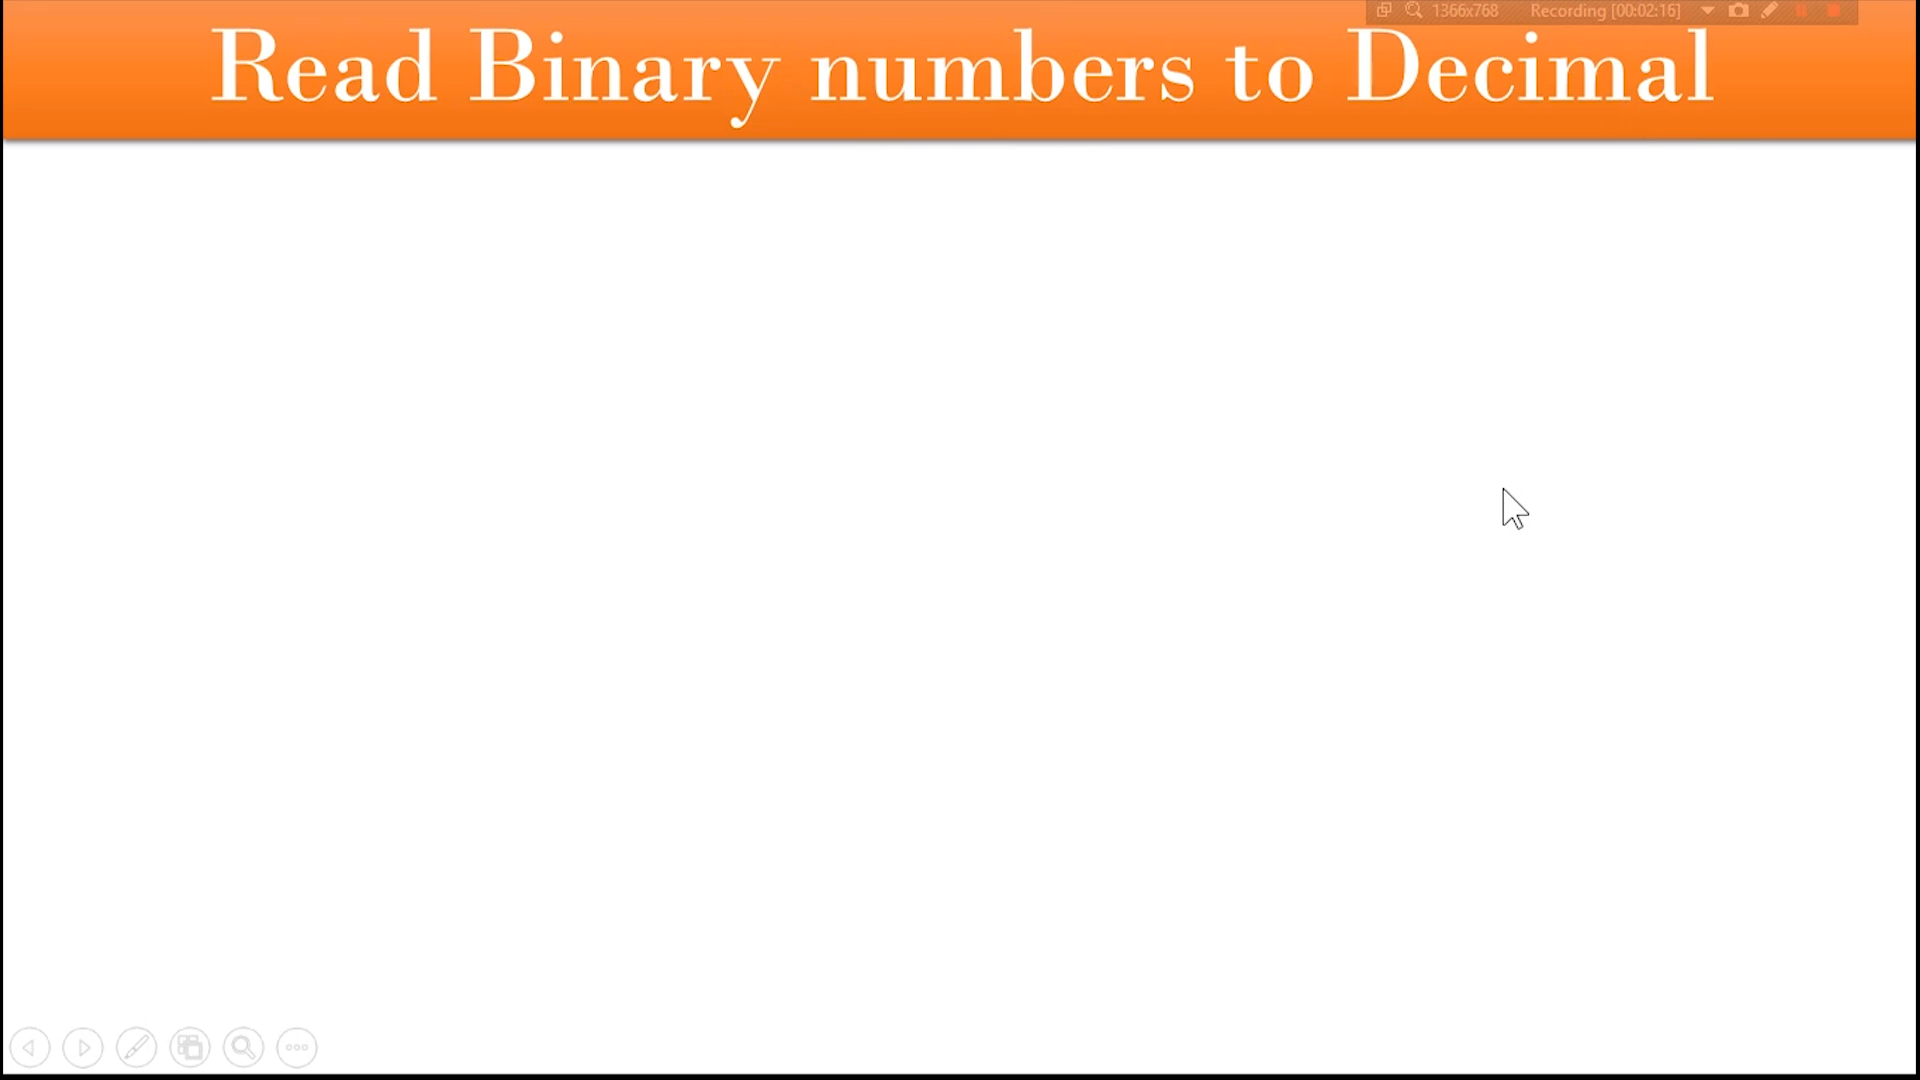 1366x768 Recording [00:02:16]
Read Binary numbers to Decimal